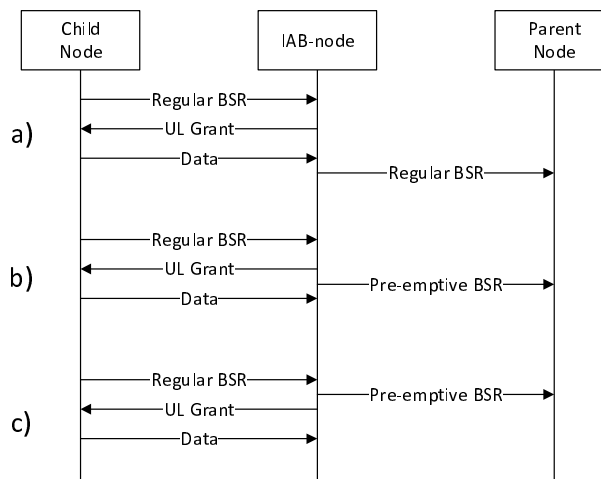 Child
Node
IAB-node
Parent
Node
a)
Regular BSR
UL Grant
Data
Regular BSR
b)
Regular BSR
UL Grant
Pre-emptive BSR
Data
c)
Regular BSR
Pre-emptive BSR
UL Grant
Data